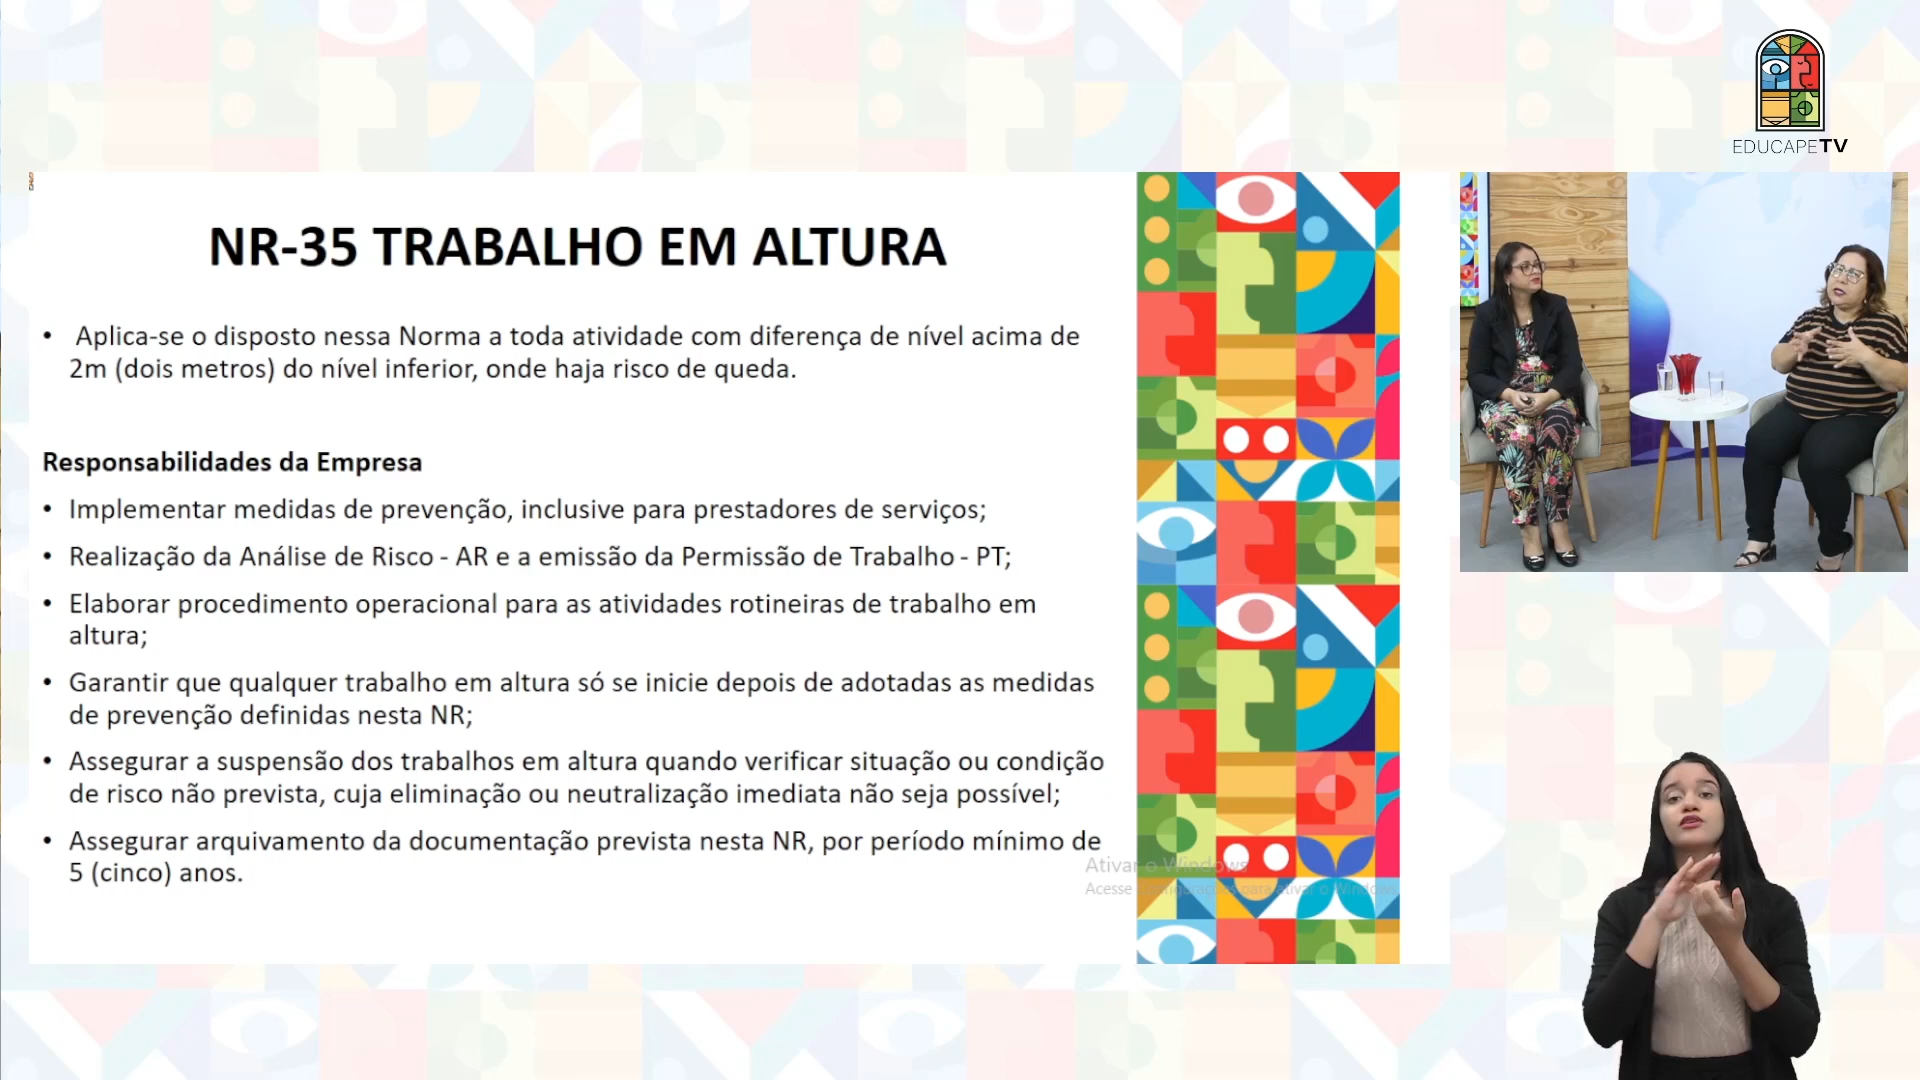 EDUCAPETV
NR-35 TRABALHO EM ALTURA
• Aplica-se o disposto nessa Norma a toda atividade com diferença de nível acima de
2m (dois metros) do nível inferior, onde haja risco de queda.
Responsabilidades da Empresa
• Implementar medidas de prevenção, inclusive para prestadores de serviços;
• Realização da Análise de Risco - AR e a emissão da Permissão de Trabalho - PT;
• Elaborar procedimento operacional para as atividades rotineiras de trabalho em
altura;
• Garantir que qualquer trabalho em altura só se inicie depois de adotadas as medidas
de prevenção definidas nesta NR;
• Assegurar a suspensão dos trabalhos em altura quando verificar situação ou condição
de risco não prevista, cuja eliminação ou neutralização imediata não seja possível;
• Assegurar arquivamento da documentação prevista nesta NR, por período mínimo de
5 (cinco) anos.
Ativar o Windows
Acesse para ativar o Windows